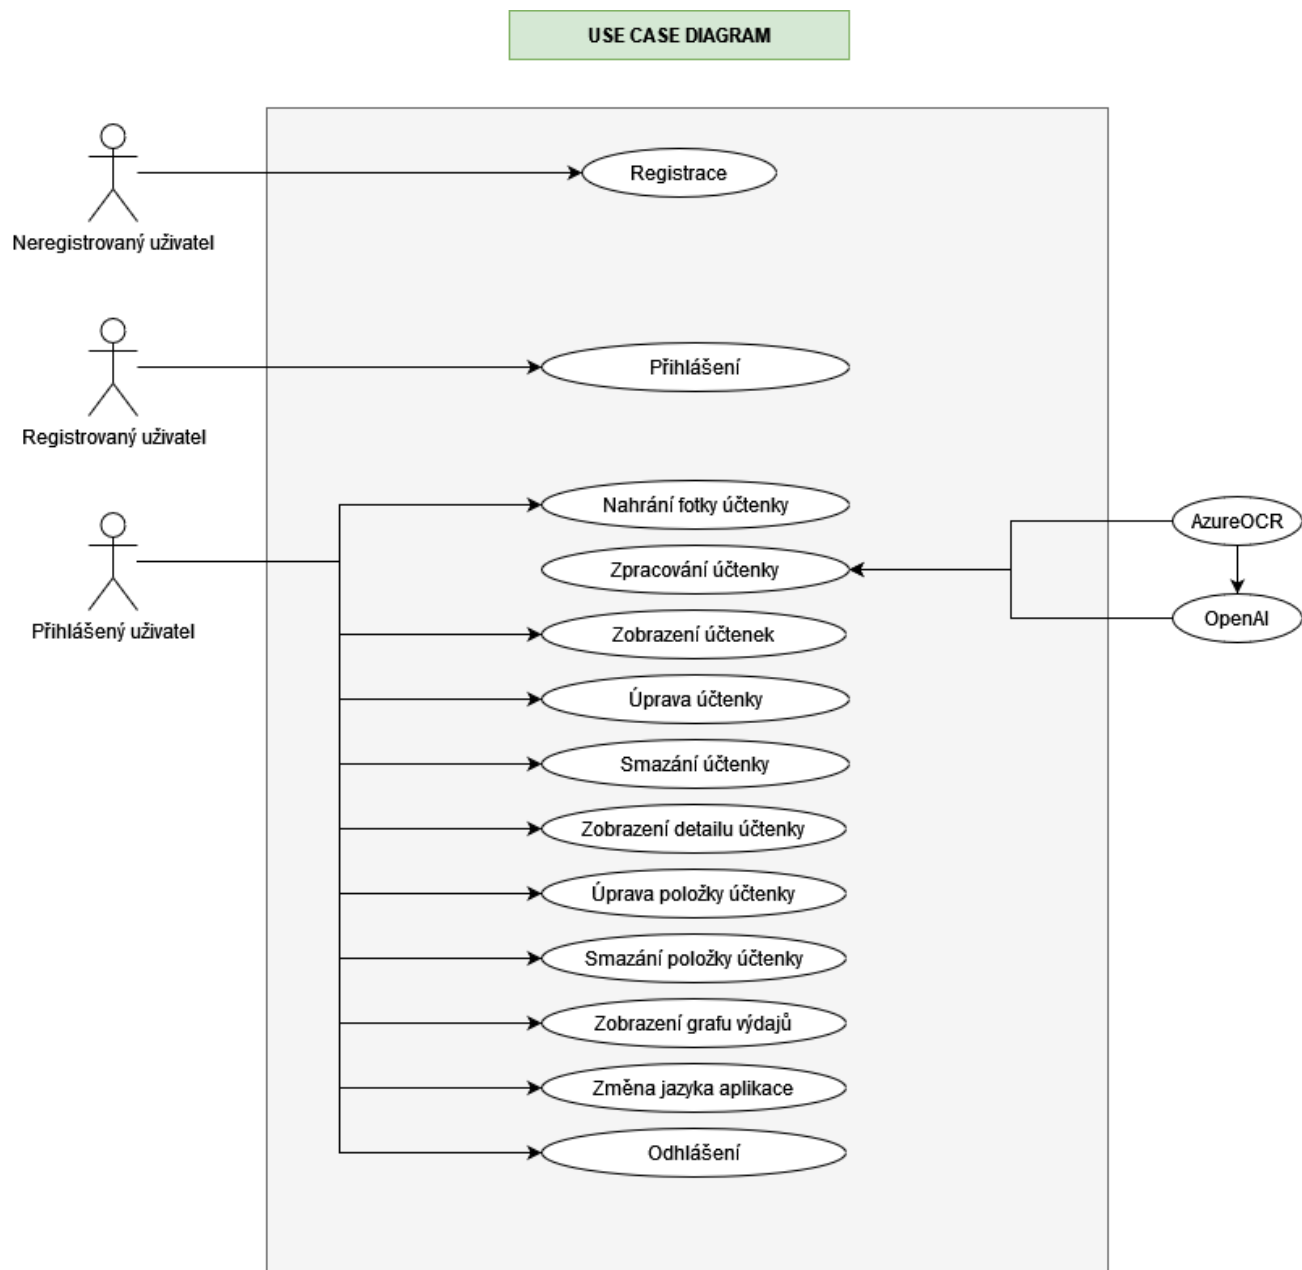 USE CASE DIAGRAM
Registrace
Neregistrovaný uživatel
Přihlášení
Registrovaný uživatel
Nahrání fotky účtenky
AzureOCR
Zpracování účtenky
OpenAI
Přihlášený uživatel
Zobrazení účtenek
Úprava účtenky
Smazání účtenky
Zobrazení detailu účtenky
Úprava položky účtenky
Smazání položky účtenky
Zobrazení grafu výdajů
Změna jazyka aplikace
Odhlášení